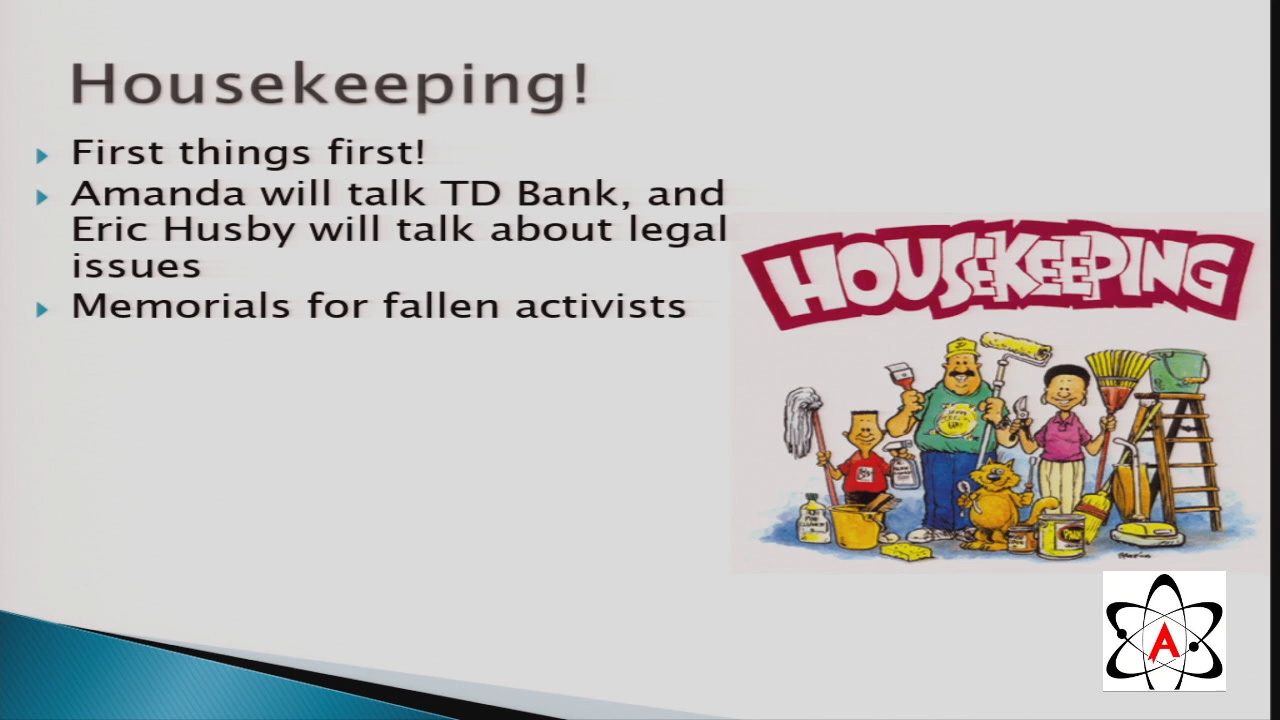 Housekeeping!
First things first!
Amanda will talk TD Bank, and
Eric Husby will talk about legal
issues
Memorials for fallen activists
HOUSEKEEPING
A